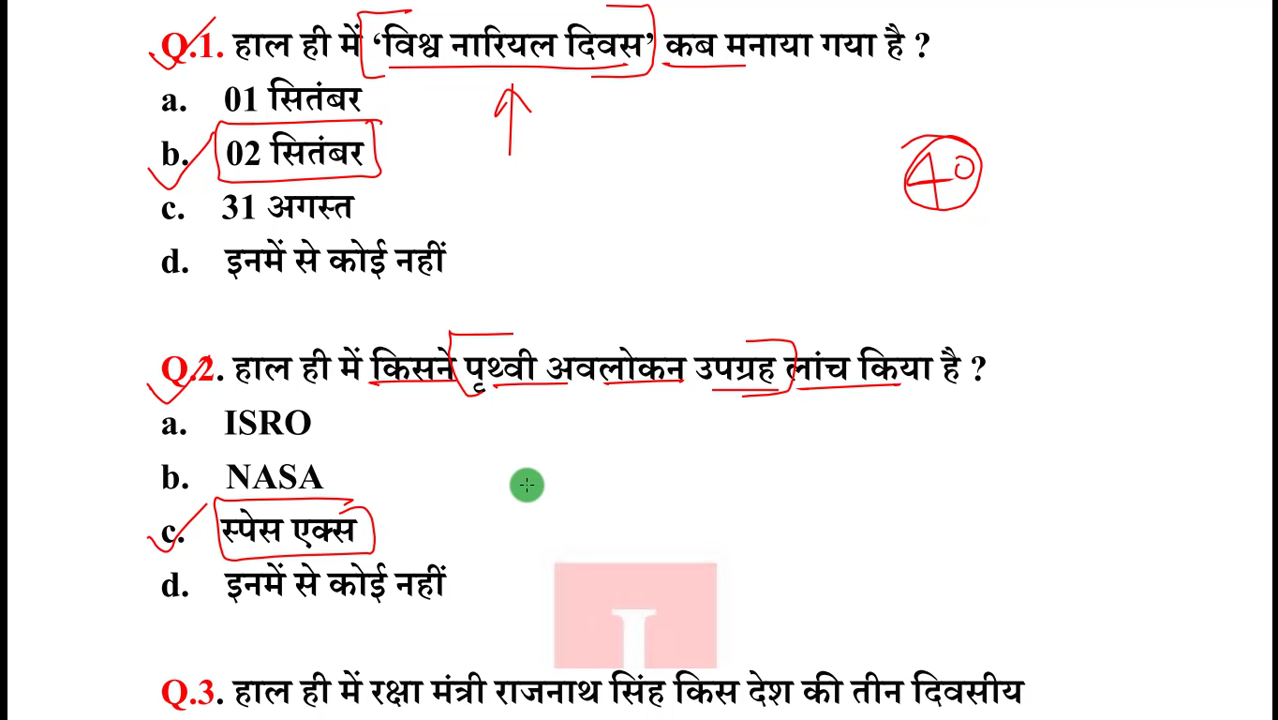 Q.1. हाल ही में ‘विश्व नारियल दिवस’ कब मनाया गया है ?
a. 01 सितंबर
b. 02 सितंबर
40
c. 31 अगस्त
d. इनमें से कोई नहीं
Q.2. हाल ही में किसने पृथ्वी अवलोकन उपग्रह लांच किया है ?
a. ISRO
b. NASA
c. स्पेस एक्स
d. इनमें से कोई नहीं
Q.3. हाल ही में रक्षा मंत्री राजनाथ सिंह किस देश की तीन दिवसीय